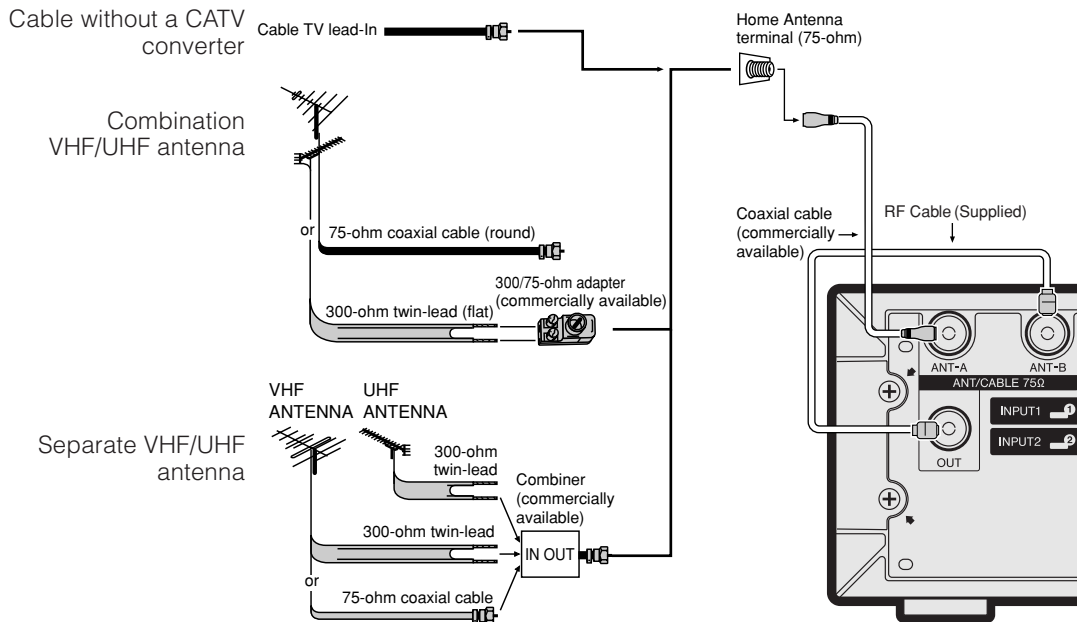 Cable without a CATV
converter
Cable TV lead-In
Home Antenna
terminal (75-ohm)
Combination
VHF/UHF antenna
or
75-ohm coaxial cable (round)
300/75-ohm adapter
(commercially available)
300-ohm twin-lead (flat)
Coaxial cable
(commercially
available)
RF Cable (Supplied)
ANT-A
ANT-B
ANT/CABLE 75Ω
INPUT1 1
INPUT2 2
OUT
Separate VHF/UHF
antenna
VHF
ANTENNA
UHF
ANTENNA
300-ohm
twin-lead
Combiner
(commercially
available)
300-ohm twin-lead
IN OUT
or
75-ohm coaxial cable